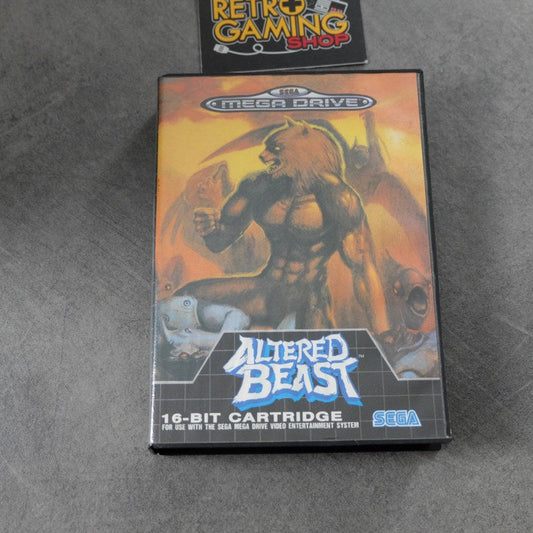 RETRO
GAMING
SHOP
SEGA
MEGA DRIVE
ALTERED
BEAST™
16-BIT CARTRIDGE
SEGA
FOR USE WITH THE SEGA MEGA DRIVE VIDEO ENTERTAINMENT SYSTEM